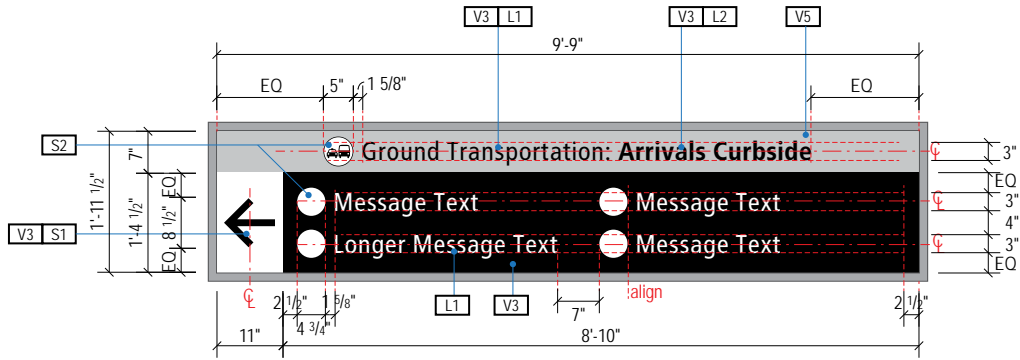 V3 L1 V3 L2 V5
9'-9"
EQ 5" 1 5/8" EQ
S2
Ground Transportation: Arrivals Curbside
℄ 3"
1'-11 1/2" 7" EQ
1'-4 1/2" EQ 8 1/2" EQ
Message Text Message Text
℄ 3"
V3 S1
4"
Longer Message Text Message Text
℄ 3"
EQ
℄ 2 1/2" 1 5/8" L1 V3 align 2 1/2"
4 3/4" 7"
11" 8'-10"